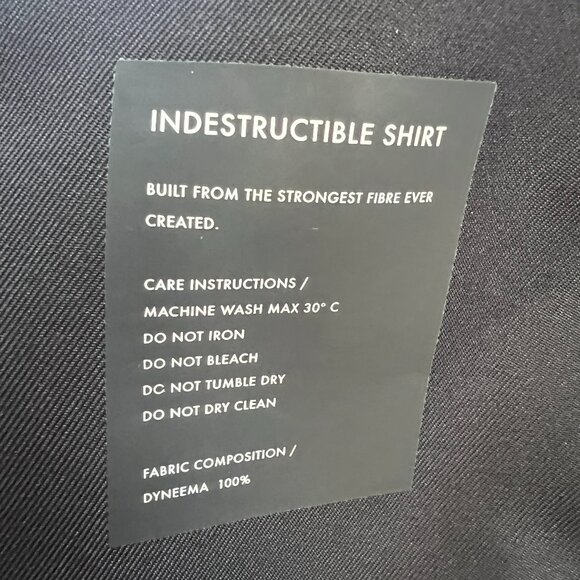 INDESTRUCTIBLE SHIRT
BUILT FROM THE STRONGEST FIBRE EVER
CREATED.
CARE INSTRUCTIONS /
MACHINE WASH MAX 30° C
DO NOT IRON
DO NOT BLEACH
DO NOT TUMBLE DRY
DO NOT DRY CLEAN
FABRIC COMPOSITION /
DYNEEMA 100%